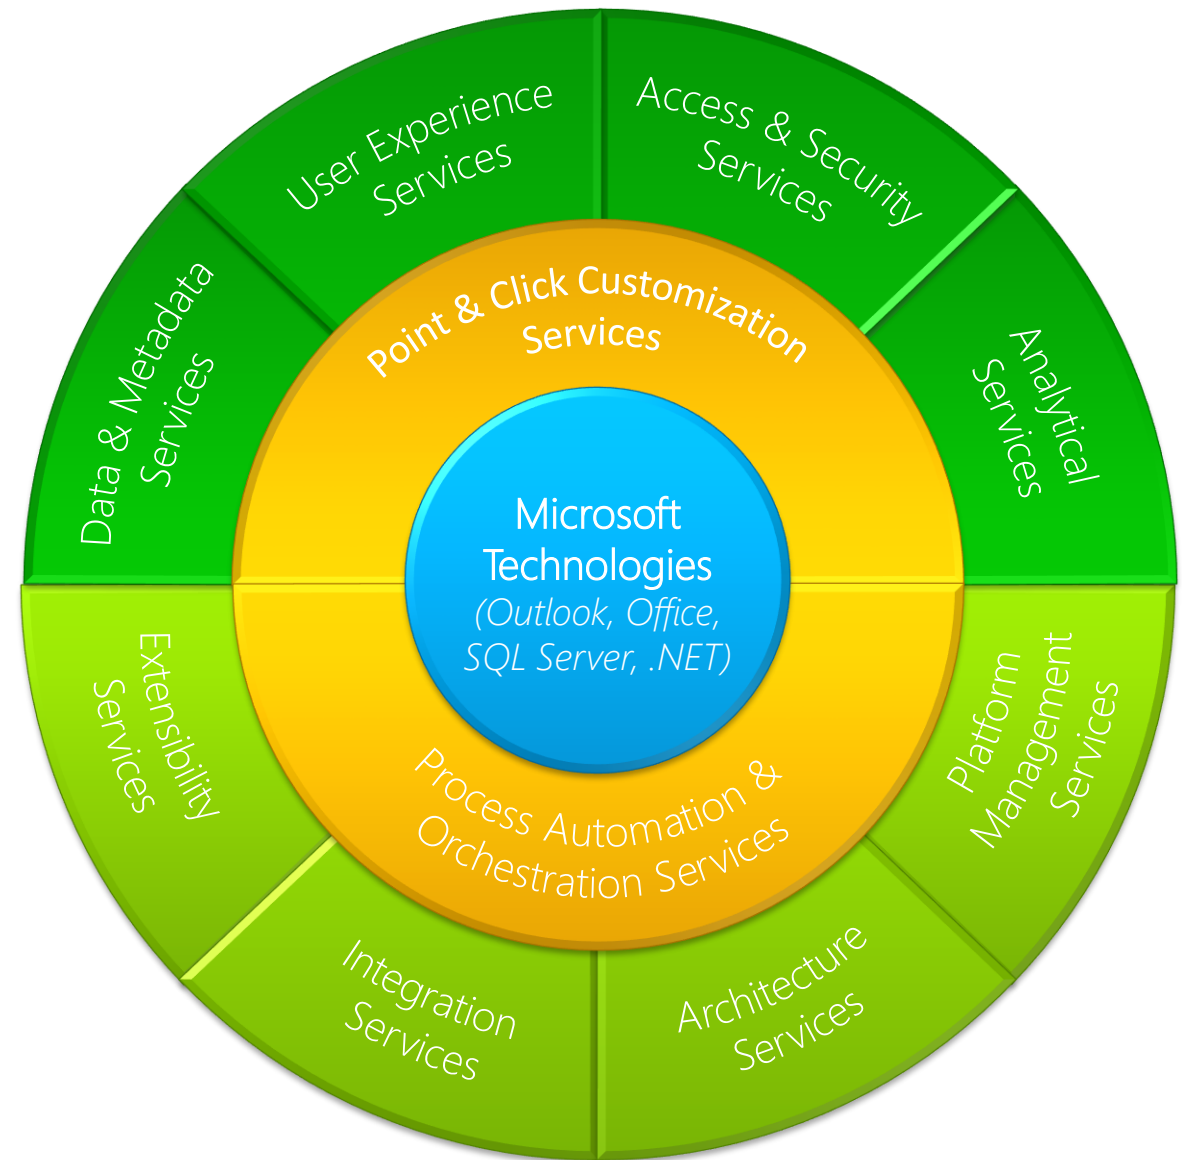 User Experience
Services
Access & Security
Services
Analytical
Services
Platform
Management
Services
Architecture
Services
Integration
Services
Extensibility
Services
Data & Metadata
Services
Point & Click Customization
Services
Process Automation &
Orchestration Services
Microsoft
Technologies
(Outlook, Office,
SQL Server, .NET)